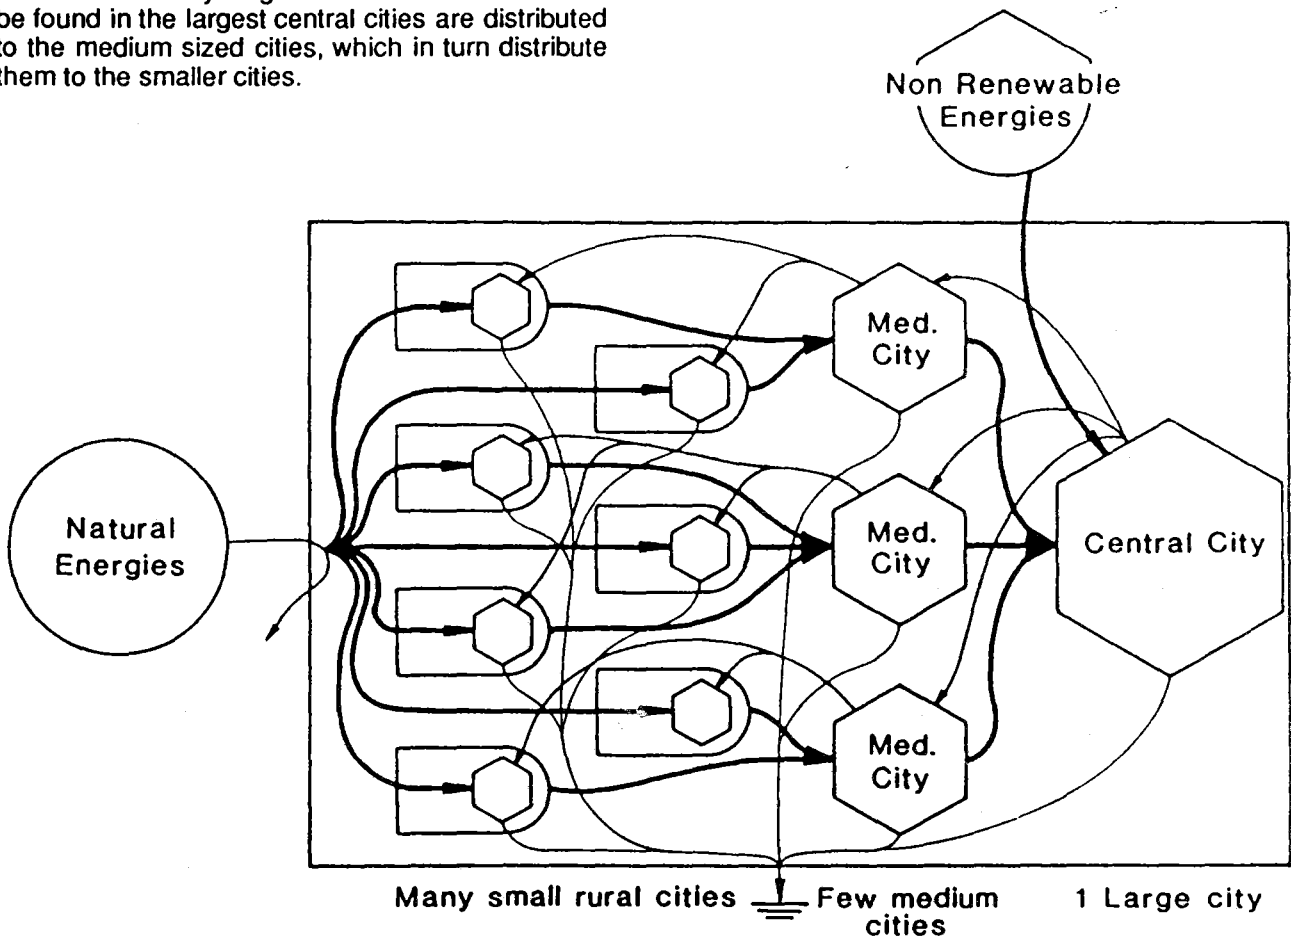 be found in the largest central cities are distributed
to the medium sized cities, which in turn distribute
them to the smaller cities.
Non Renewable
Energies
Med.
City
Natural
Energies
Med.
City
Central City
Med.
City
Many small rural cities
Few medium
cities
1 Large city